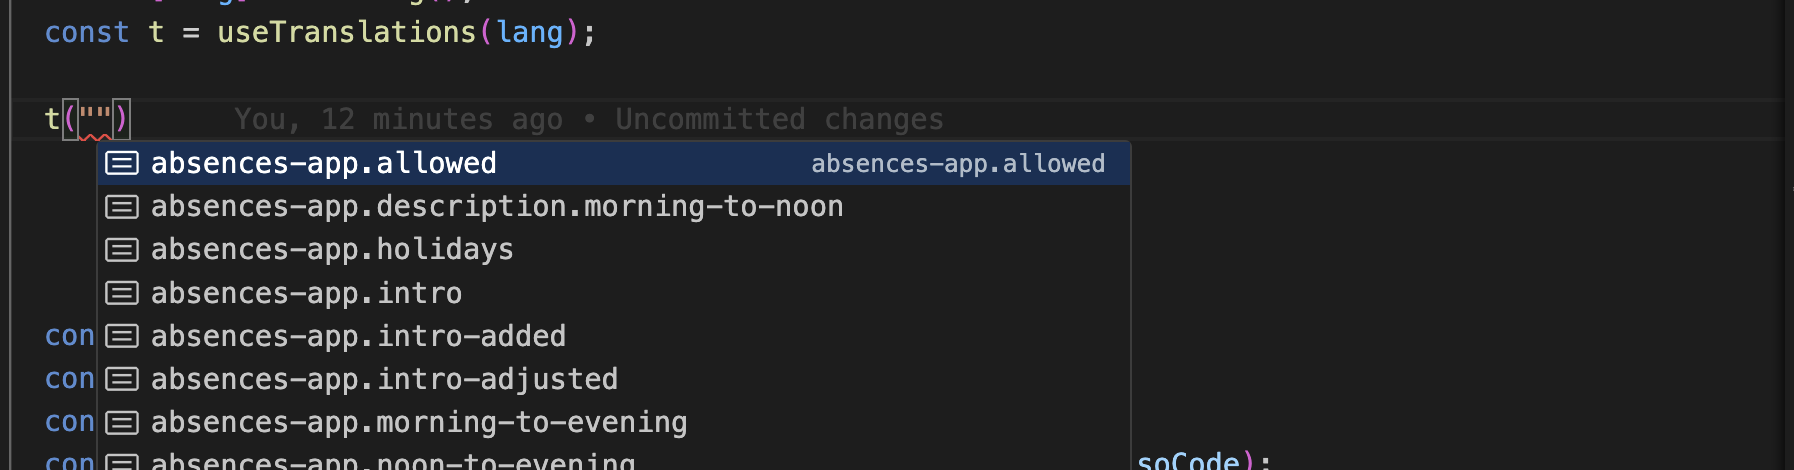 const t = useTranslations(lang);
t("") You, 12 minutes ago • Uncommitted changes
absences-app.allowed absences-app.allowed
absences-app.description.morning-to-noon
absences-app.holidays
absences-app.intro
con absences-app.intro-added
con absences-app.intro-adjusted
con absences-app.morning-to-evening
con absences-app.noon-to-evening soCode);